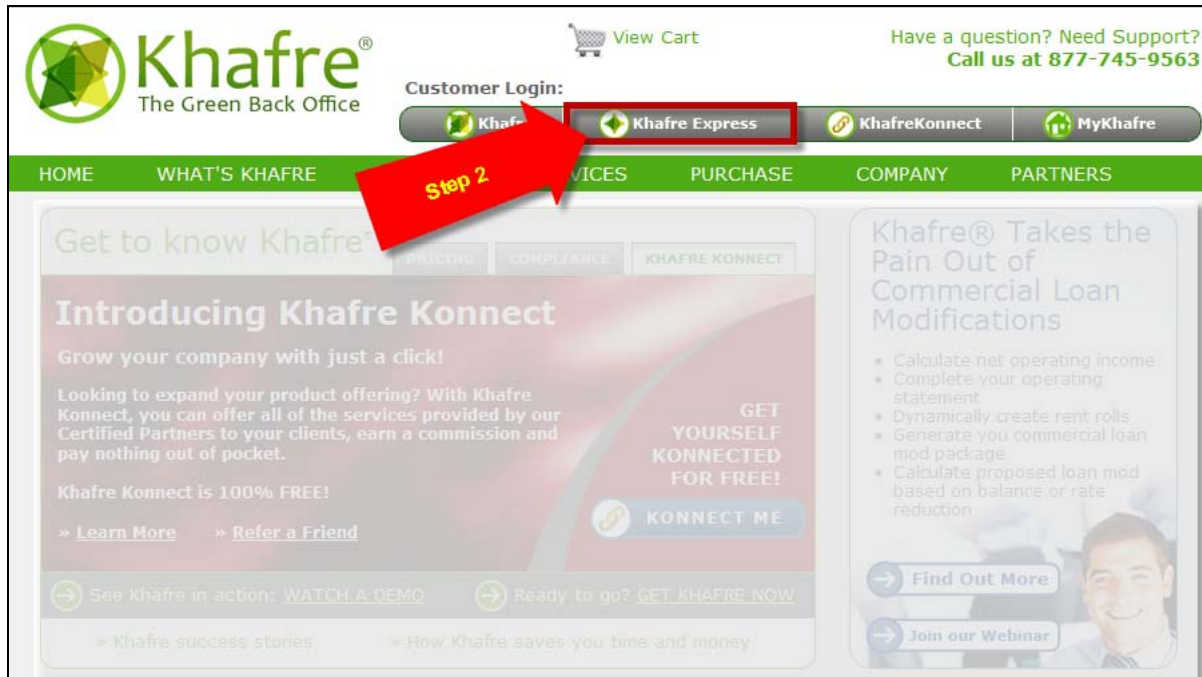 Khafre®
The Green Back Office
View Cart
Have a question? Need Support?
Call us at 877-745-9563
Customer Login:
Khafre Express
KhafreKonnect
MyKhafre
Step 2
HOME
WHAT'S KHAFRE
PURCHASE
COMPANY
PARTNERS
Get to know Khafre®
PRICING
COMPLIANCE
KHAFRE KONNECT
Introducing Khafre Konnect
Grow your company with just a click!
Looking to expand your product offering? With Khafre
Konnect, you can offer all of the services provided by our
Certified Partners to your clients, earn a commission and
pay nothing out of pocket.
Khafre Konnect is 100% FREE!
» Learn More » Refer a Friend
GET
YOURSELF
KONNECTED
FOR FREE!
KONNECT ME
See Khafre in action: WATCH A DEMO
Ready to go? GET KHAFRE NOW
» Khafre success stories
» How Khafre saves you time and money
Khafre® Takes the
Pain Out of
Commercial Loan
Modifications
Calculate net operating income
Complete your operating
statement
Dynamically create rent rolls
Generate you commercial loan
mod package
Calculate proposed loan mod
based on balance or rate
reduction
Find Out More
Join our Webinar